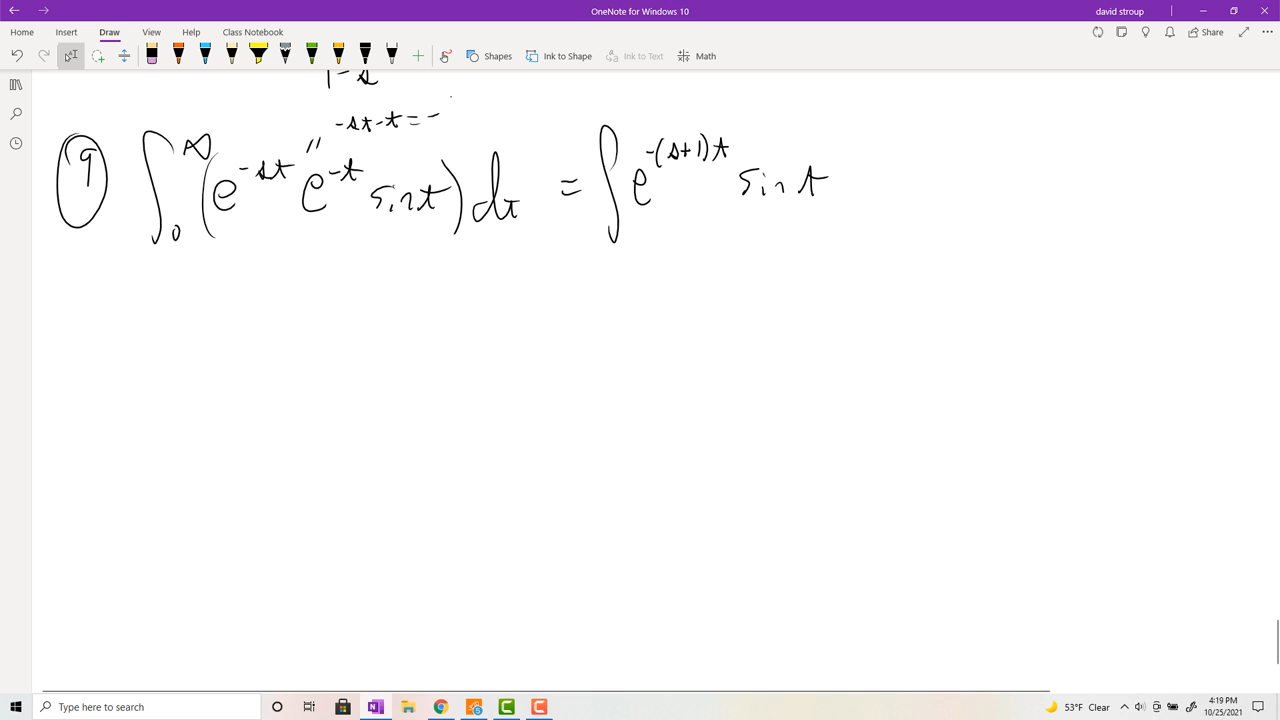 OneNote for Windows 10
david stroup
Home Insert Draw View Class Notebook
Share
Shapes Ink to Shape Ink to Text Math
1-s
-st-t=-
9 ∫₀^∞ (e^{-st} e^{-t} sin t) dt = ∫ e^{-(s+1)t} sin t
Type here to search
53°F Clear
4:19 PM
10/25/2021